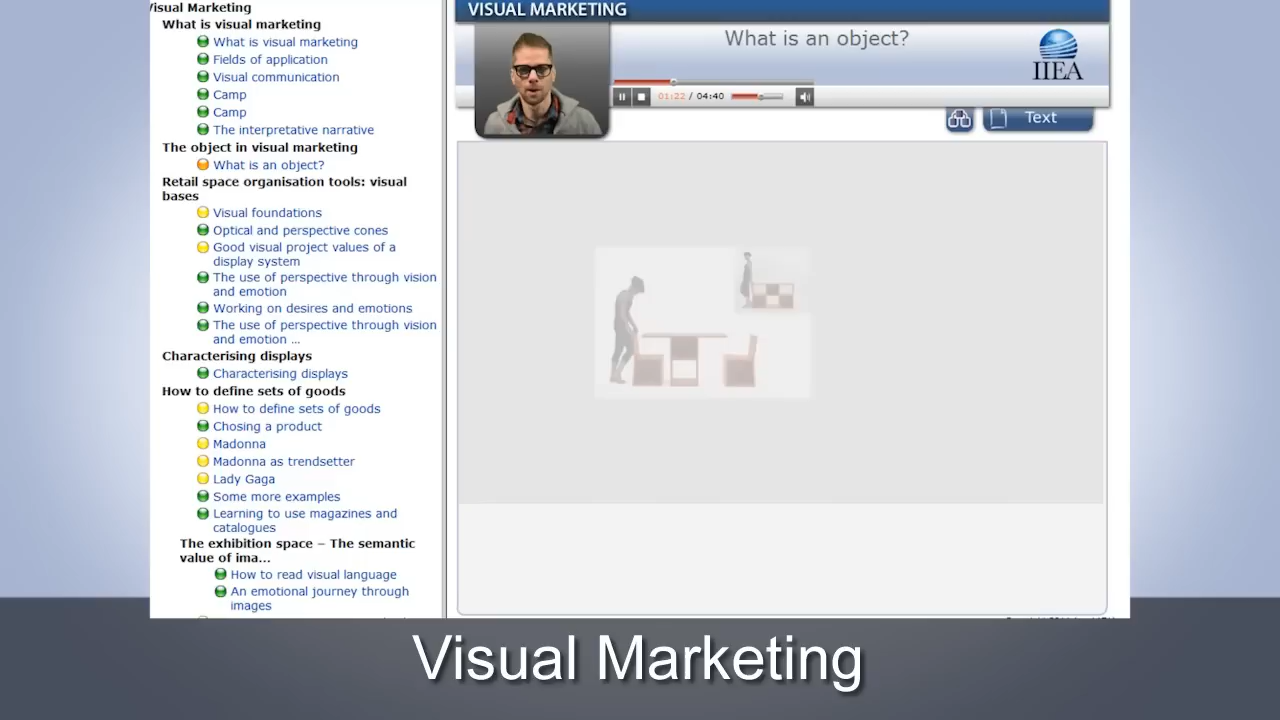 Visual Marketing
What is visual marketing
What is visual marketing
Fields of application
Visual communication
Camp
Camp
The interpretative narrative
The object in visual marketing
What is an object?
Retail space organisation tools: visual
bases
Visual foundations
Optical and perspective cones
Good visual project values of a
display system
The use of perspective through vision
and emotion
Working on desires and emotions
The use of perspective through vision
and emotion ...
Characterising displays
Characterising displays
How to define sets of goods
How to define sets of goods
Chosing a product
Madonna
Madonna as trendsetter
Lady Gaga
Some more examples
Learning to use magazines and
catalogues
The exhibition space – The semantic
value of ima...
How to read visual language
An emotional journey through
images
VISUAL MARKETING
What is an object?
IIEA
01:22 / 04:40
Text
Visual Marketing